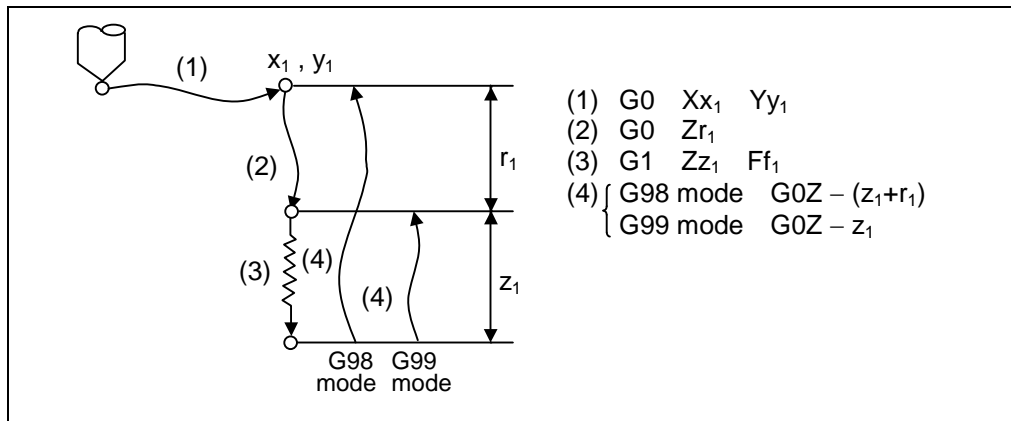 (1)
x₁ , y₁
(2)
r₁
(3)
(4)
(4)
z₁
G98 mode
G99 mode
(1) G0 Xx₁ Yy₁
(2) G0 Zr₁
(3) G1 Zz₁ Ff₁
(4) G98 mode G0Z – (z₁+r₁)
G99 mode G0Z – z₁